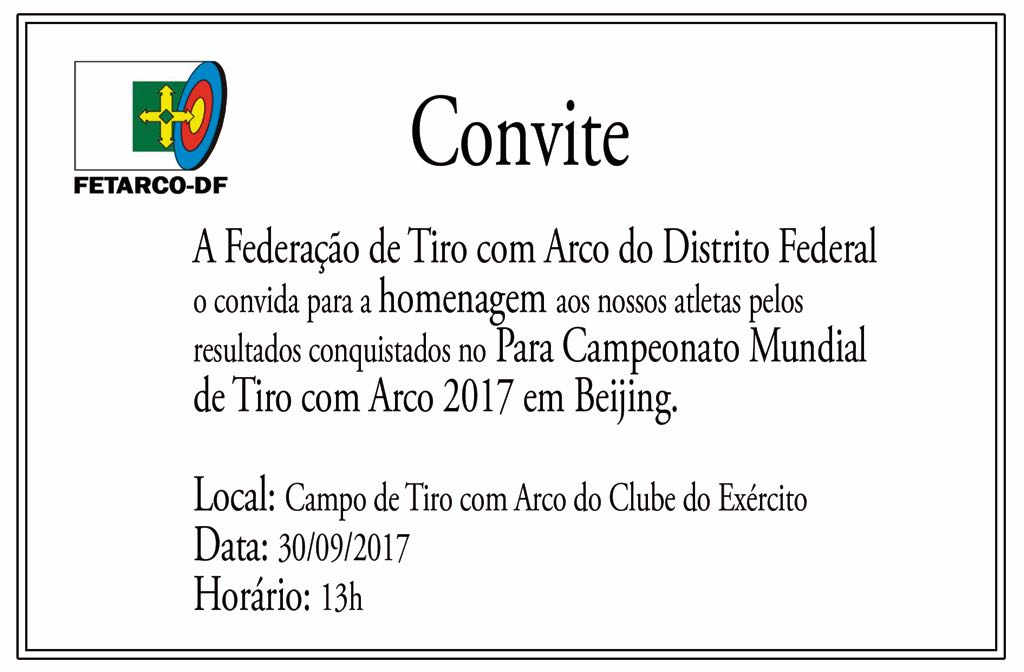 Convite
FETARCO-DF
A Federação de Tiro com Arco do Distrito Federal
o convida para a homenagem aos nossos atletas pelos
resultados conquistados no Para Campeonato Mundial
de Tiro com Arco 2017 em Beijing.
Local: Campo de Tiro com Arco do Clube do Exército
Data: 30/09/2017
Horário: 13h